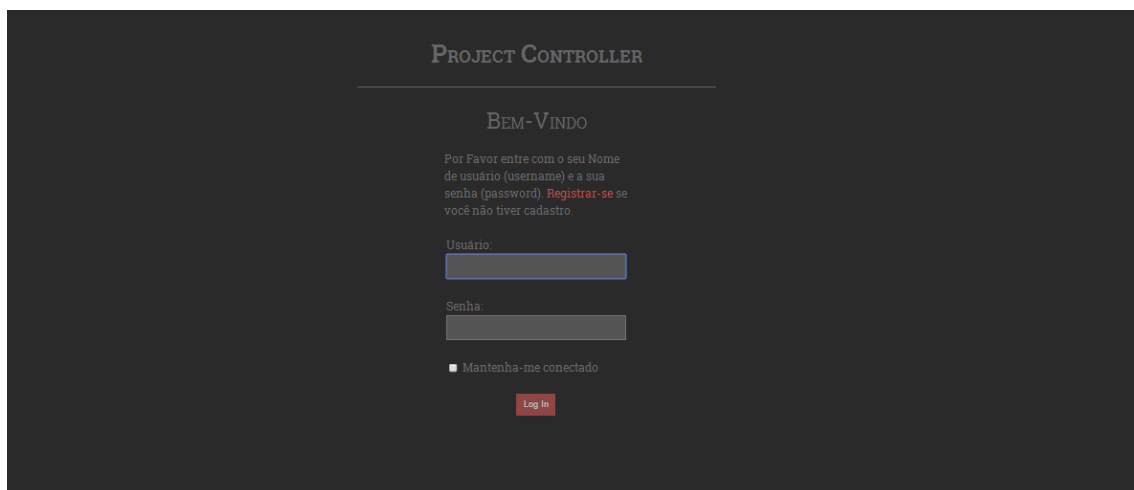 Project Controller
Bem-Vindo
Por Favor entre com o seu Nome
de usuário (username) e a sua
senha (password). Registrar-se se
você não tiver cadastro.
Usuário:
Senha:
Mantenha-me conectado
Log In